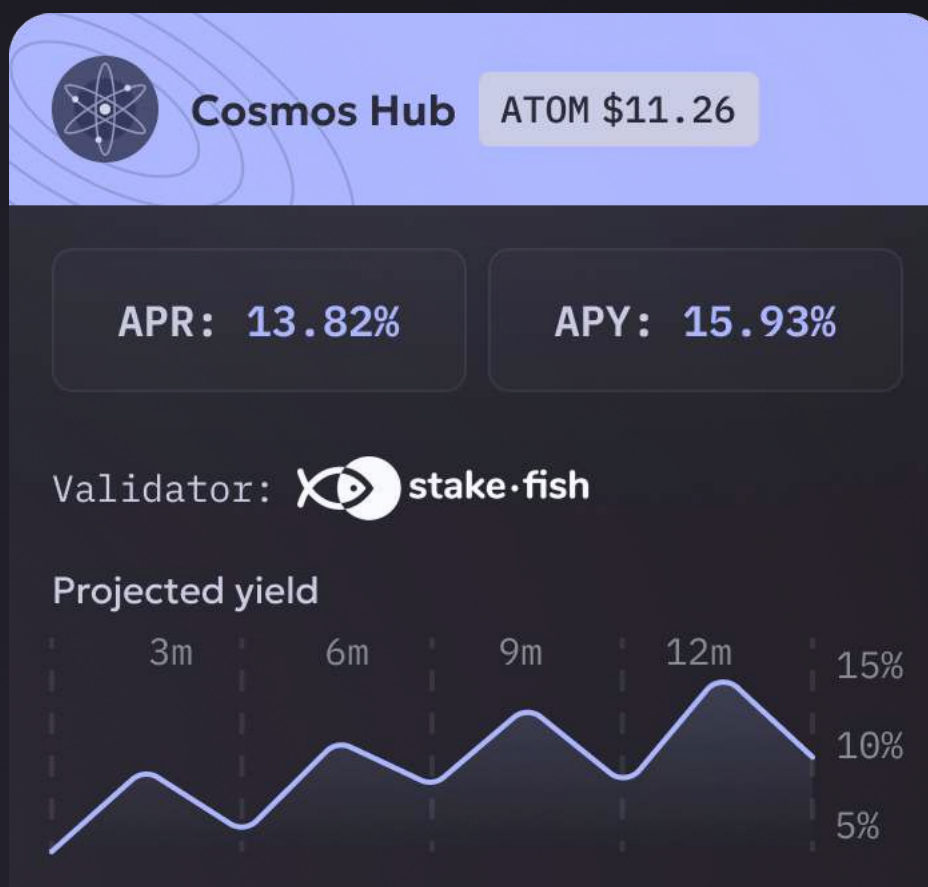 Cosmos Hub ATOM $11.26
APR: 13.82% APY: 15.93%
Validator: stake•fish
Projected yield
3m 6m 9m 12m
15%
10%
5%